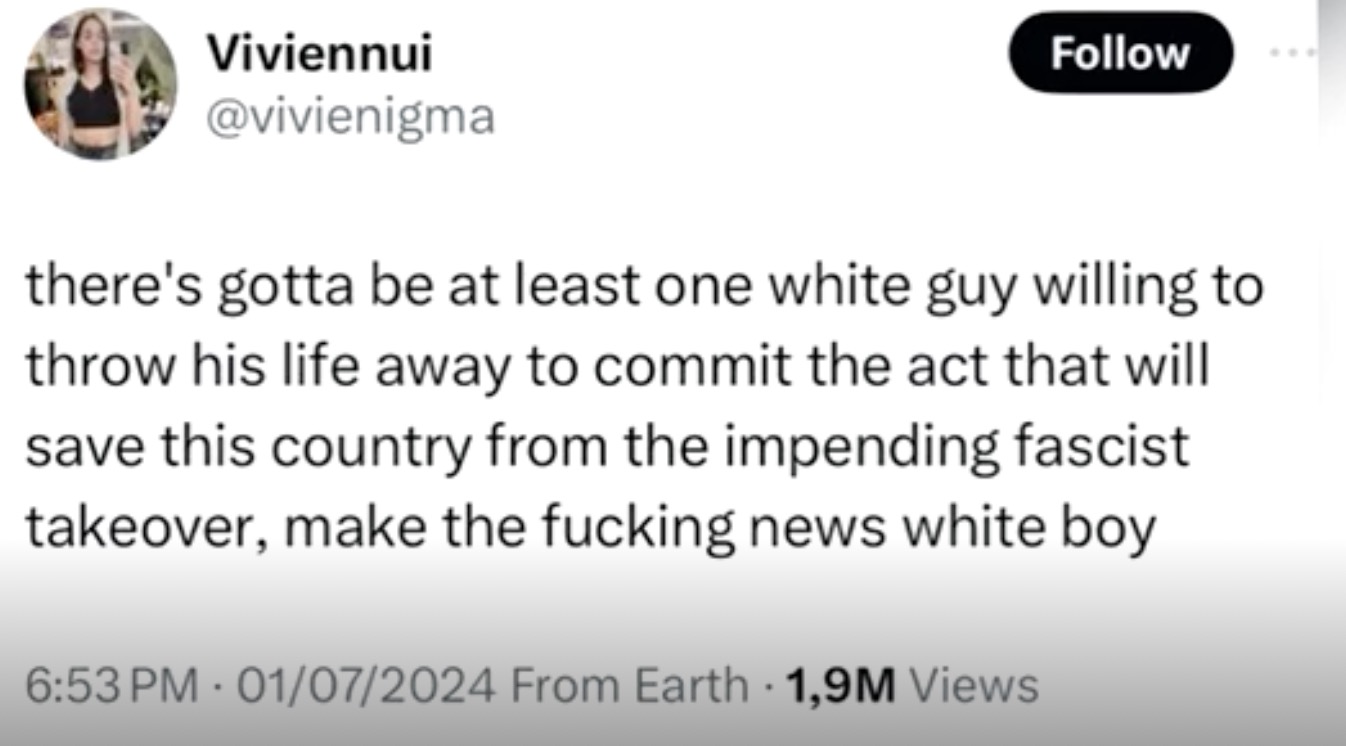 Viviennui
Follow
@vivienigma
there's gotta be at least one white guy willing to
throw his life away to commit the act that will
save this country from the impending fascist
takeover, make the fucking news white boy
6:53 PM · 01/07/2024 From Earth · 1,9M Views